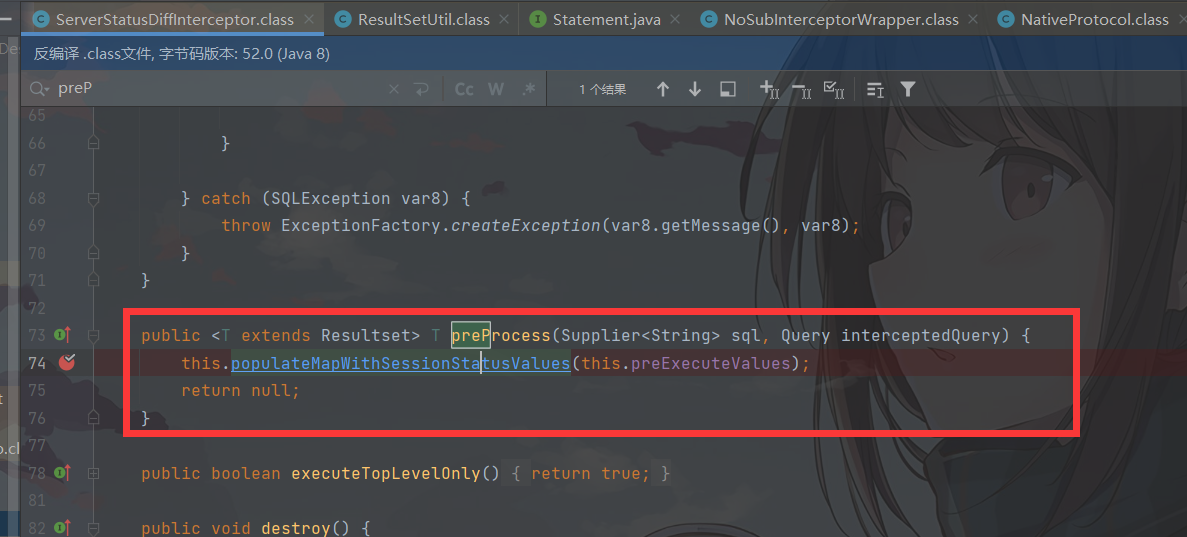 ServerStatusDiffInterceptor.class ResultSetUtil.class Statement.java NoSubInterceptorWrapper.class NativeProtocol.class
反编译 .class文件, 字节码版本: 52.0 (Java 8)
preP Cc W .* 1 个结果
65
66 }
67
68 } catch (SQLException var8) {
69 throw ExceptionFactory.createException(var8.getMessage(), var8);
70 }
71 }
72
73 public <T extends Resultset> T preProcess(Supplier<String> sql, Query interceptedQuery) {
74 this.populateMapWithSessionStatusValues(this.preExecuteValues);
75 return null;
76 }
77
78 public boolean executeTopLevelOnly() { return true; }
81
82 public void destroy() {